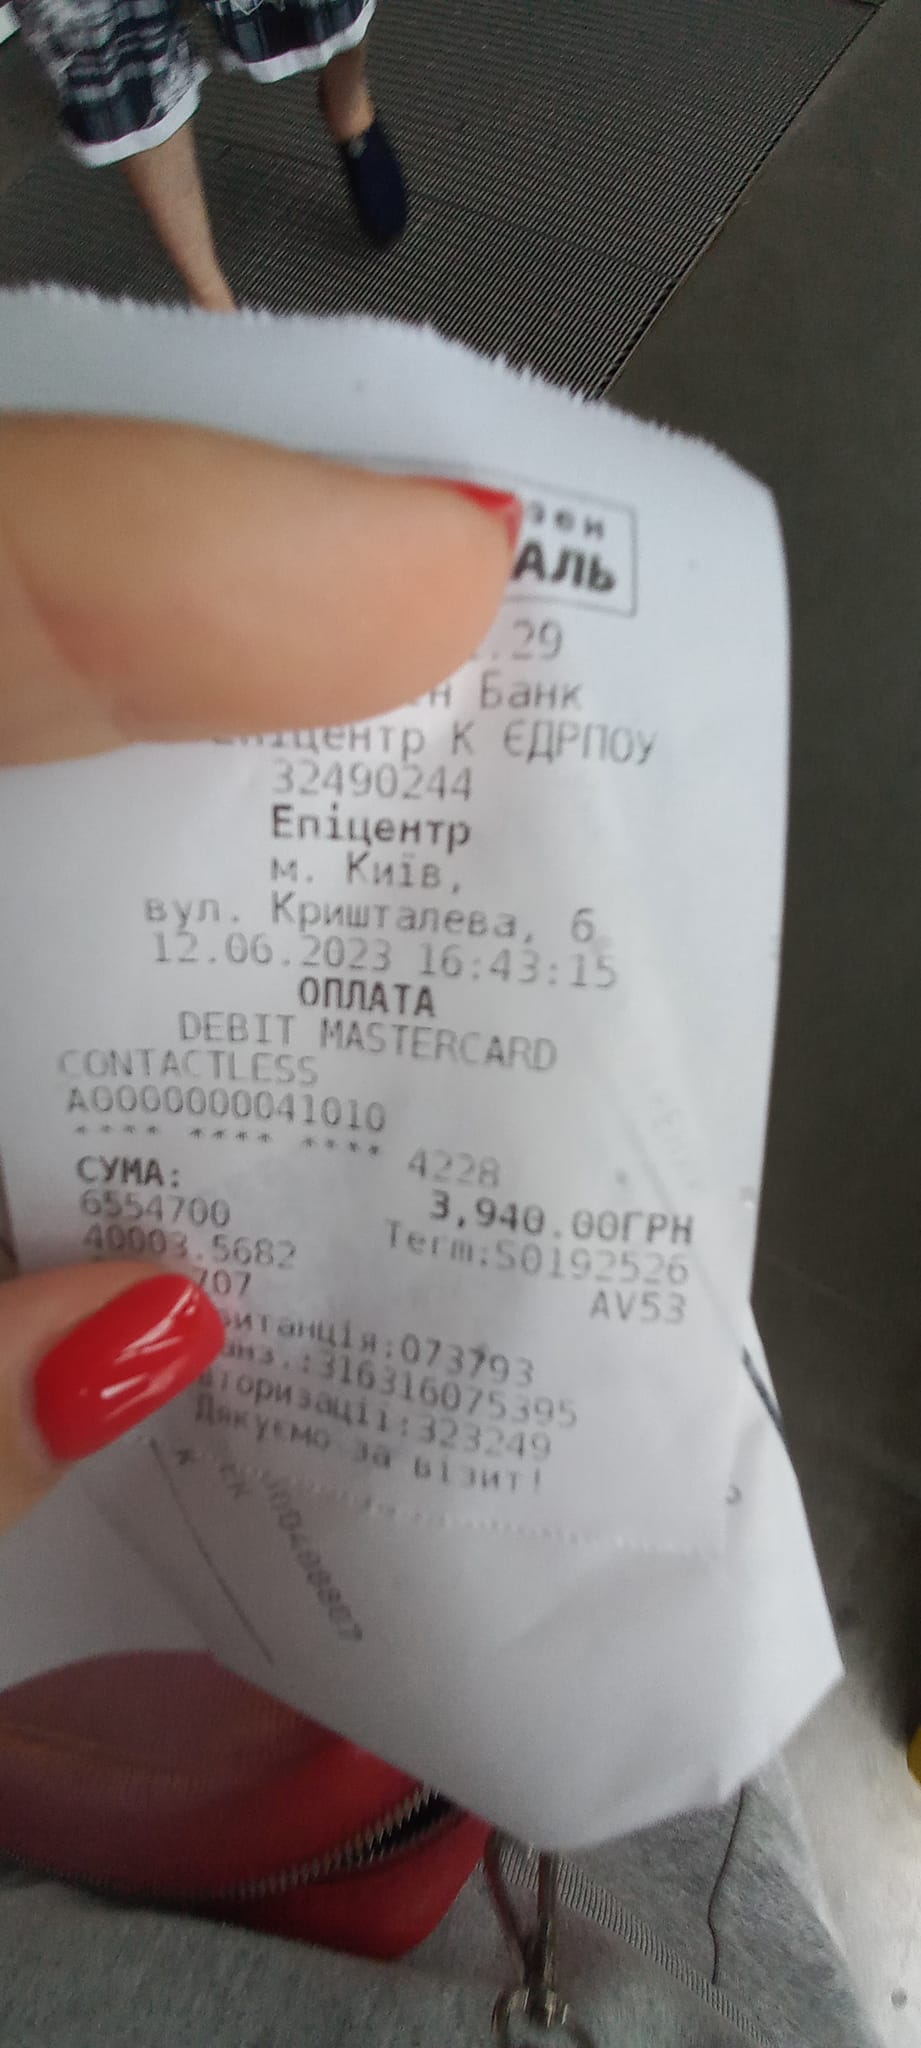 АЛЬ
.29
Банк
К ЄДРПОУ
32490244
Епіцентр
м. Київ,
вул. Кришталева, 6
12.06.2023 16:43:15
ОПЛАТА
DEBIT MASTERCARD
CONTACTLESS
A0000000041010
**** **** **** 4228
СУМА: 3,940.00ГРН
6554700 Term:S0192526
40003.5682 AV53
707
:073793
.:316316075395
:323249
Дякуємо за візит!